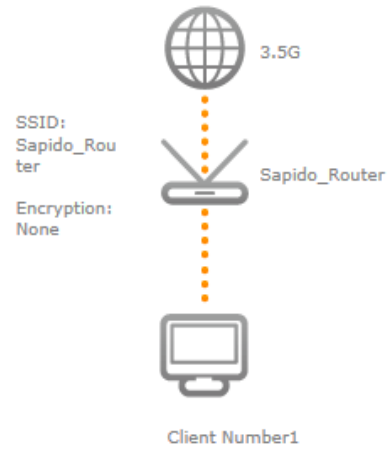 3.5G
SSID:
Sapido_Rou
ter
Sapido_Router
Encryption:
None
Client Number1